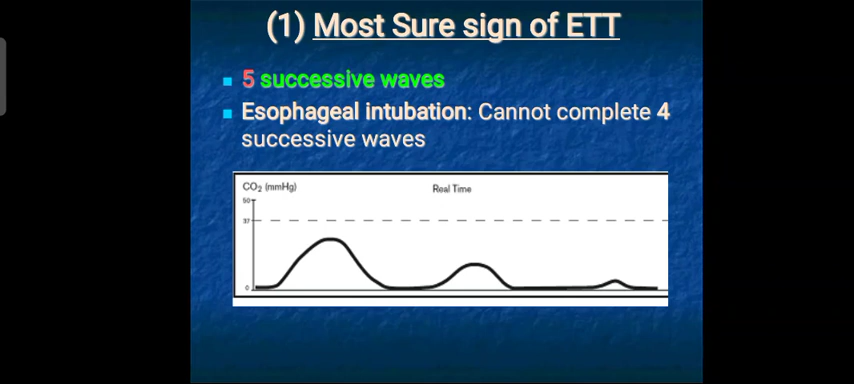 (1) Most Sure sign of ETT
5 successive waves
Esophageal intubation: Cannot complete 4
successive waves
CO₂ (mmHg)
Real Time
50
37
0